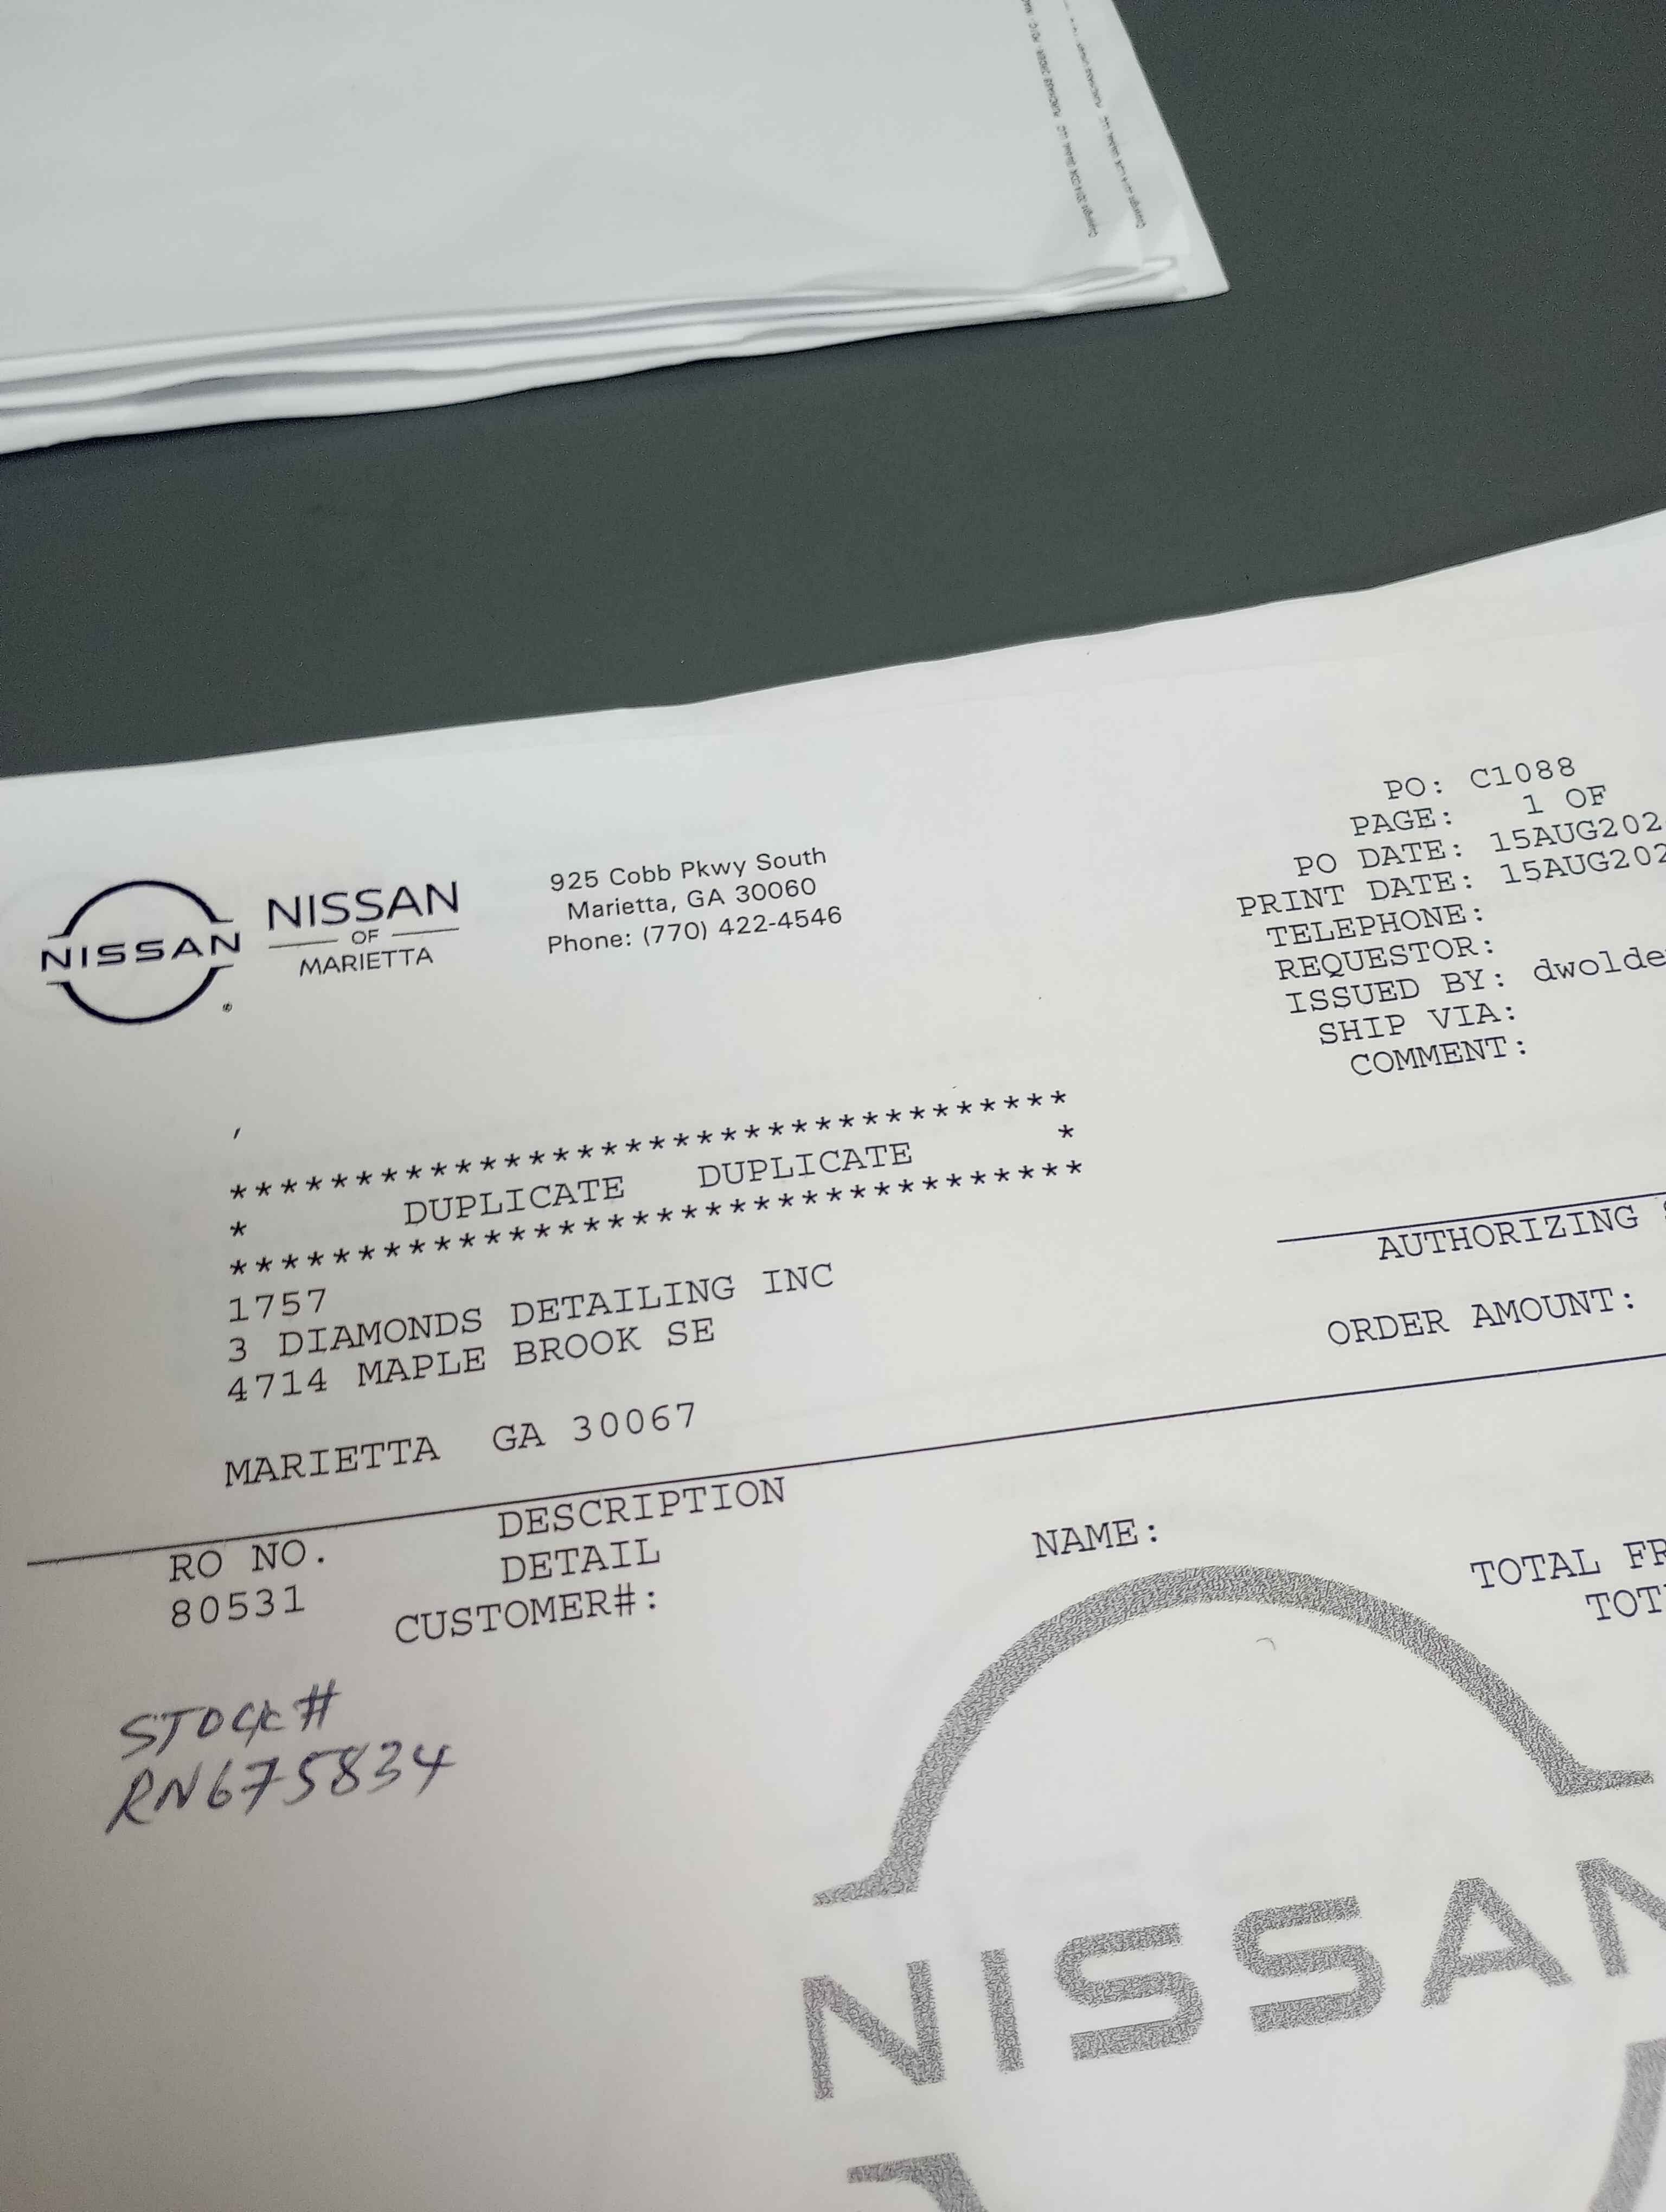 NISSAN
NISSAN
OF
MARIETTA
925 Cobb Pkwy South
Marietta, GA 30060
Phone: (770) 422-4546
PO: C1088
PAGE: 1 OF
PO DATE: 15AUG202
PRINT DATE: 15AUG202
TELEPHONE:
REQUESTOR:
ISSUED BY: dwolde
SHIP VIA:
COMMENT:
**********************************
* DUPLICATE DUPLICATE *
**********************************
1757
3 DIAMONDS DETAILING INC
4714 MAPLE BROOK SE
MARIETTA GA 30067
AUTHORIZING
ORDER AMOUNT:
RO NO. DESCRIPTION
80531 DETAIL
CUSTOMER#: NAME:
TOTAL FR
TOT
STOCK#
RN675834
NISSAN